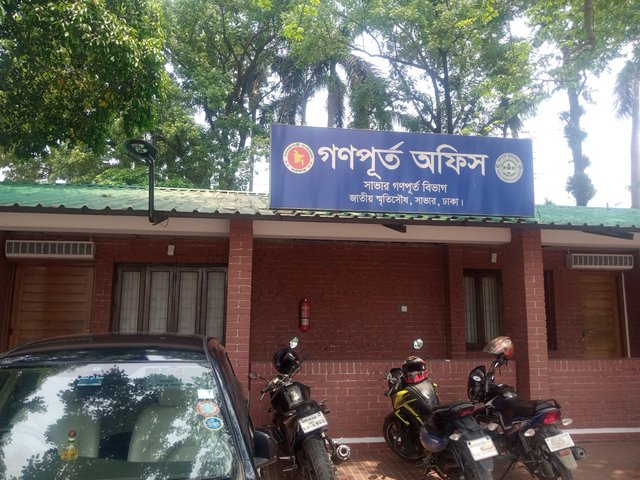 গণপূর্ত অফিস
সাভার গণপূর্ত বিভাগ
জাতীয় স্মৃতিসৌধ, সাভার, ঢাকা।